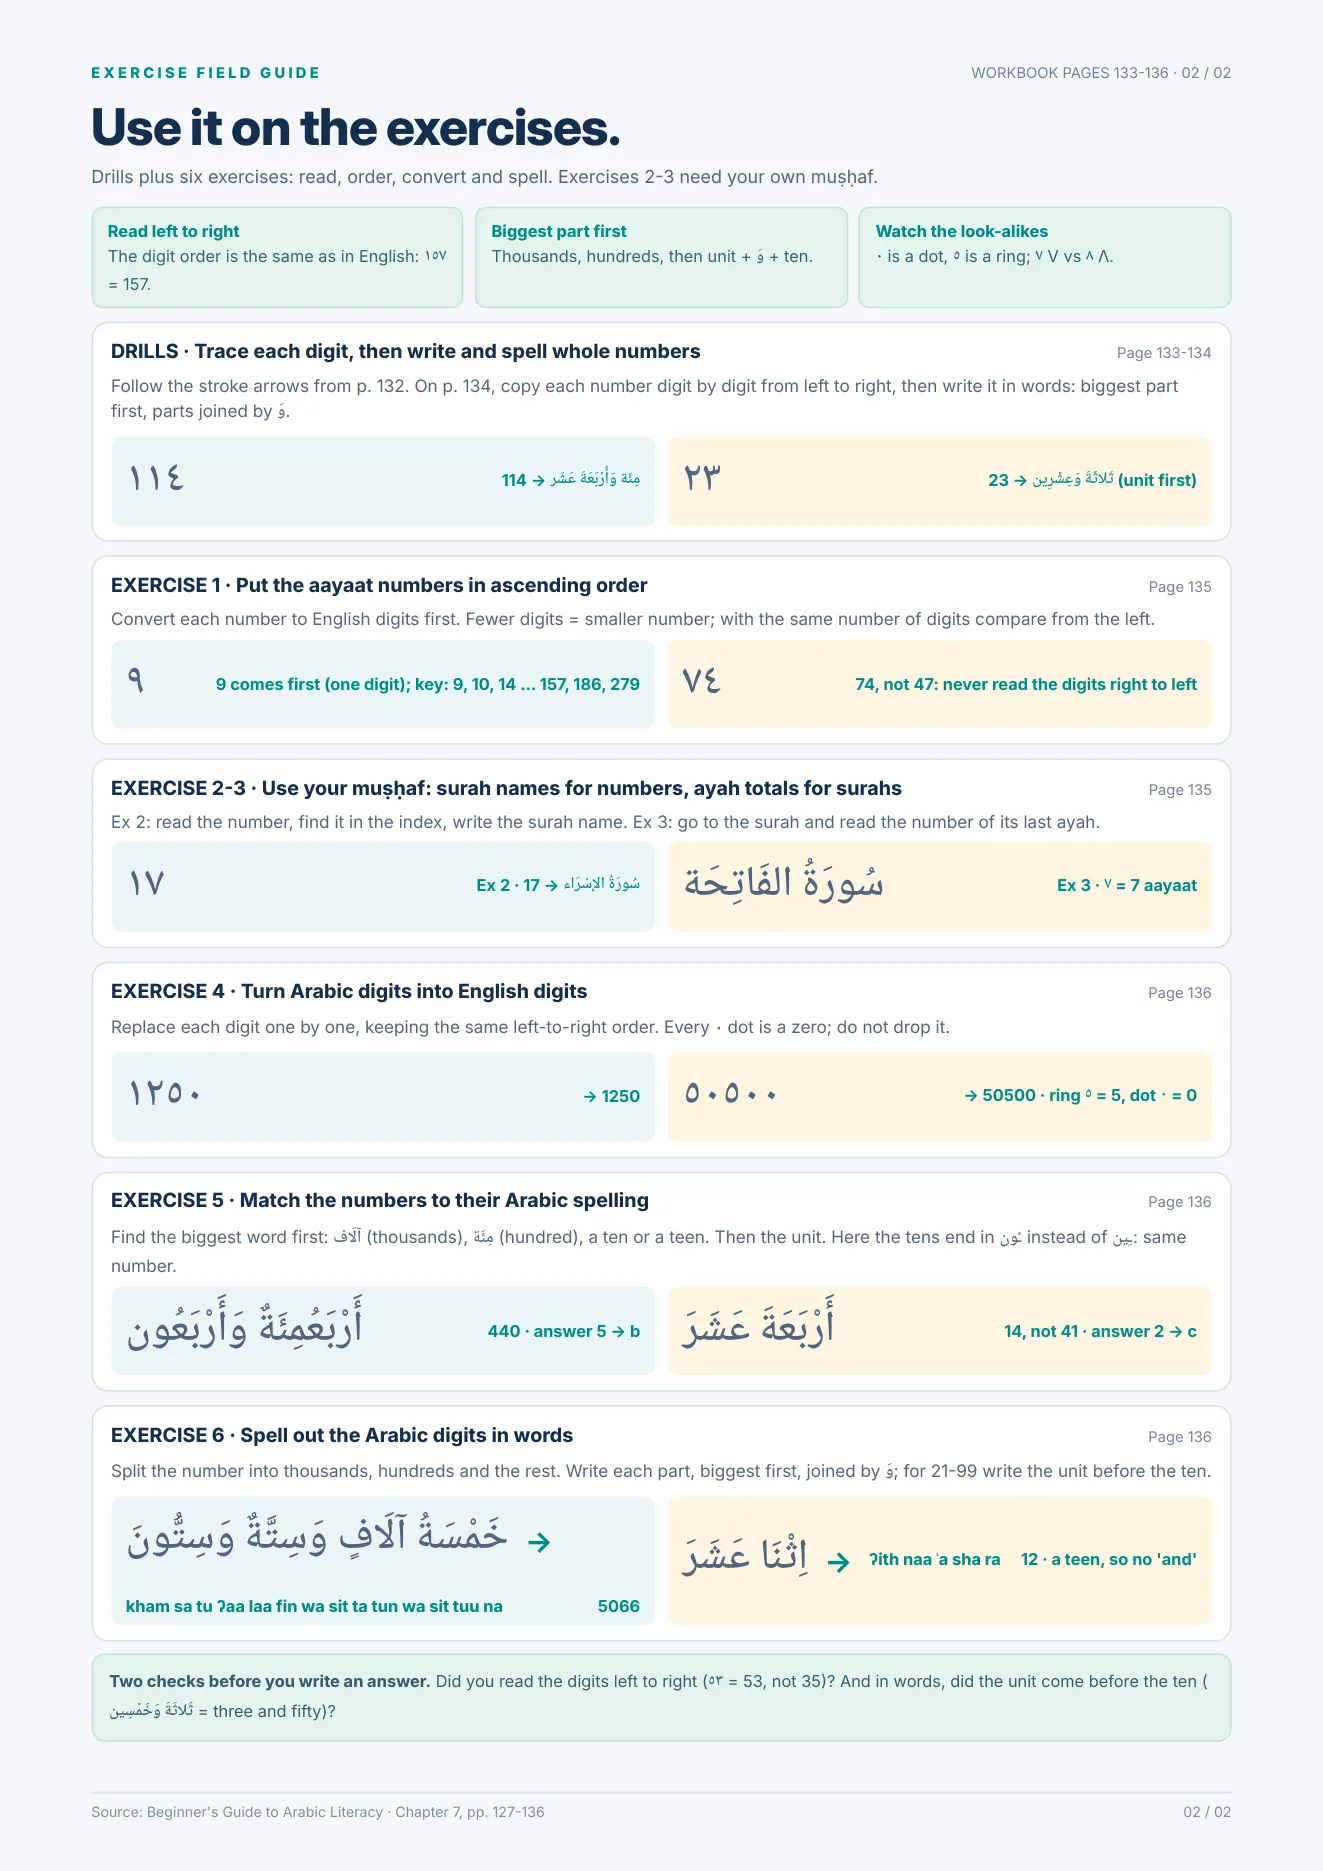 EXERCISE FIELD GUIDE
WORKBOOK PAGES 133-136 · 02 / 02
Use it on the exercises.
Drills plus six exercises: read, order, convert and spell. Exercises 2-3 need your own muṣḥaf.
Read left to right
The digit order is the same as in English: ١٥٧
= 157.
Biggest part first
Thousands, hundreds, then unit + وَ + ten.
Watch the look-alikes
٠ is a dot, ٥ is a ring; ٧ V vs ٨ Λ.
DRILLS · Trace each digit, then write and spell whole numbers
Page 133-134
Follow the stroke arrows from p. 132. On p. 134, copy each number digit by digit from left to right, then write it in words: biggest part
first, parts joined by وَ.
١١٤
114 → مِئَة وَأَرْبَعَةَ عَشَر
٢٣
23 → ثَلاثَةَ وَعِشْرِين (unit first)
EXERCISE 1 · Put the aayaat numbers in ascending order
Page 135
Convert each number to English digits first. Fewer digits = smaller number; with the same number of digits compare from the left.
٩
9 comes first (one digit); key: 9, 10, 14 ... 157, 186, 279
٧٤
74, not 47: never read the digits right to left
EXERCISE 2-3 · Use your muṣḥaf: surah names for numbers, ayah totals for surahs
Page 135
Ex 2: read the number, find it in the index, write the surah name. Ex 3: go to the surah and read the number of its last ayah.
١٧
Ex 2 · 17 → سُورَةُ الإسْرَاء
سُورَةُ الفَاتِحَة
Ex 3 · ٧ = 7 aayaat
EXERCISE 4 · Turn Arabic digits into English digits
Page 136
Replace each digit one by one, keeping the same left-to-right order. Every ٠ dot is a zero; do not drop it.
١٢٥٠
→ 1250
٥٠٥٠٠
→ 50500 · ring ٥ = 5, dot ٠ = 0
EXERCISE 5 · Match the numbers to their Arabic spelling
Page 136
Find the biggest word first: آلَاف (thousands), مِئَة (hundred), a ten or a teen. Then the unit. Here the tens end in ـُون instead of ـِين: same
number.
أَرْبَعُمِئَةٌ وَأَرْبَعُون
440 · answer 5 → b
أَرْبَعَةَ عَشَرَ
14, not 41 · answer 2 → c
EXERCISE 6 · Spell out the Arabic digits in words
Page 136
Split the number into thousands, hundreds and the rest. Write each part, biggest first, joined by وَ; for 21-99 write the unit before the ten.
خَمْسَةُ آلَافٍ وَسِتَّةٌ وَسِتُّونَ →
kham sa tu ʔaa laa fin wa sit ta tun wa sit tuu na
5066
اِثْنَا عَشَرَ → ʔith naa ʿa sha ra 12 · a teen, so no 'and'
Two checks before you write an answer. Did you read the digits left to right (٥٣ = 53, not 35)? And in words, did the unit come before the ten (
ثَلاثَةَ وَخَمْسِين = three and fifty)?
Source: Beginner's Guide to Arabic Literacy · Chapter 7, pp. 127-136
02 / 02